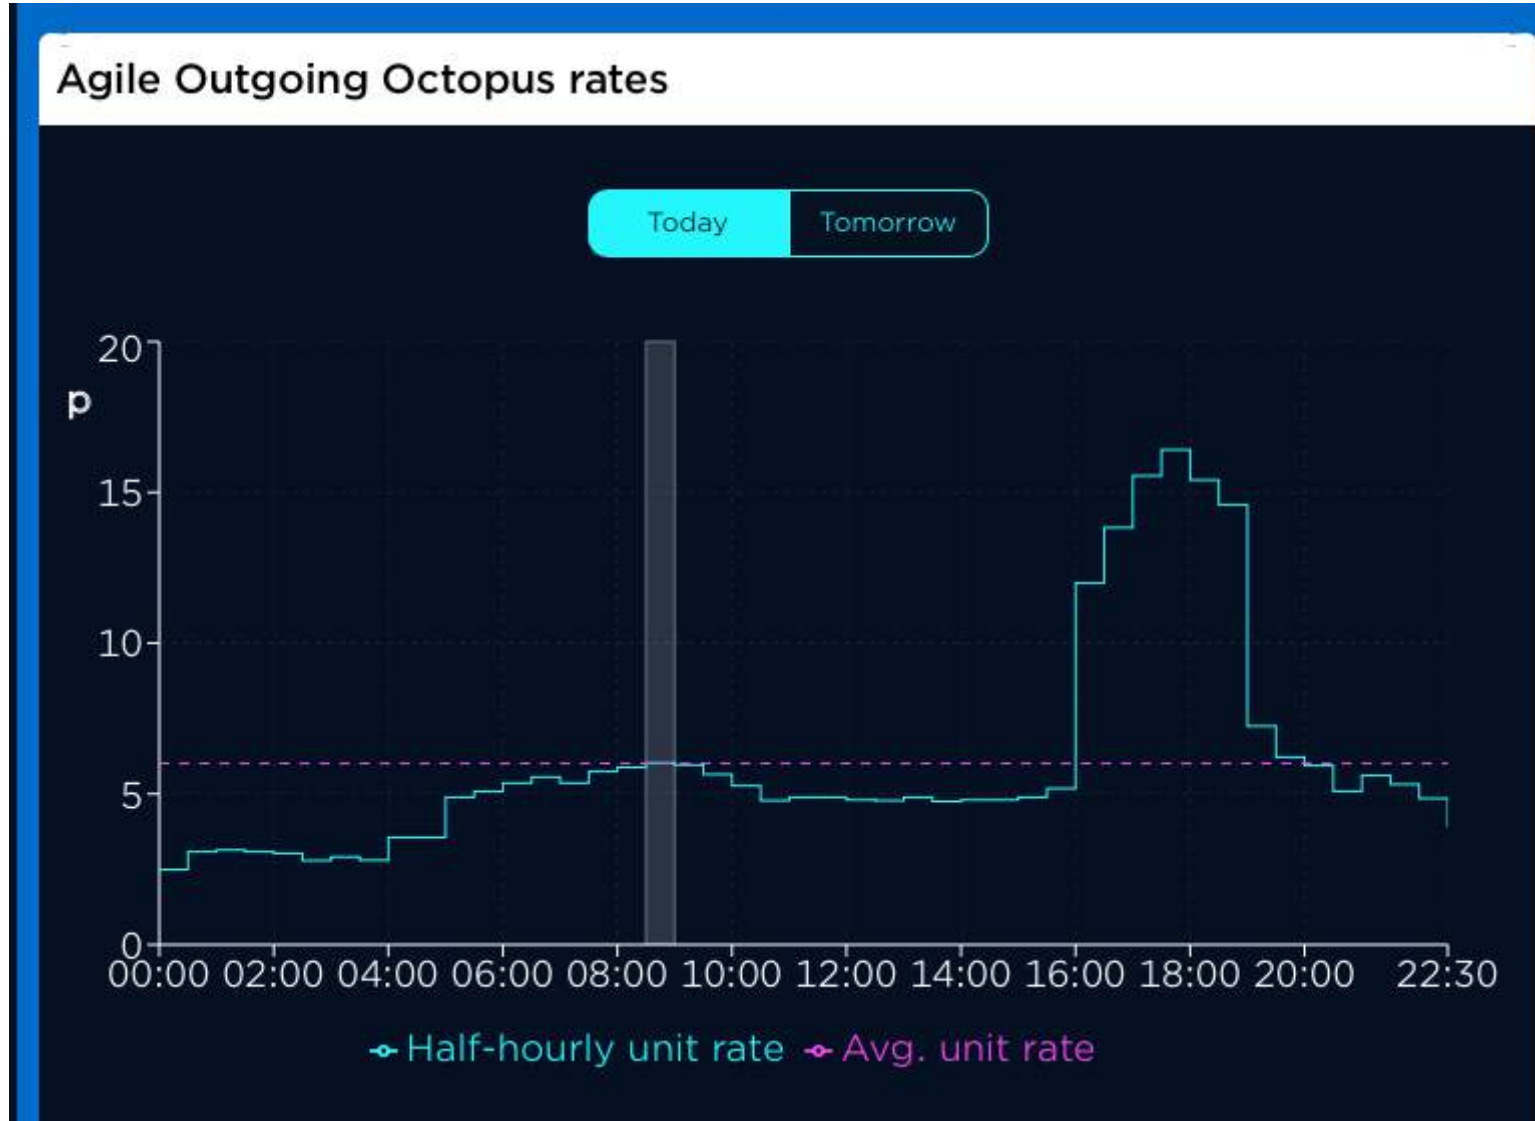 Agile Outgoing Octopus rates
Today Tomorrow
20
p
15
10
5
0
00:00 02:00 04:00 06:00 08:00 10:00 12:00 14:00 16:00 18:00 20:00 22:30
Half-hourly unit rate Avg. unit rate